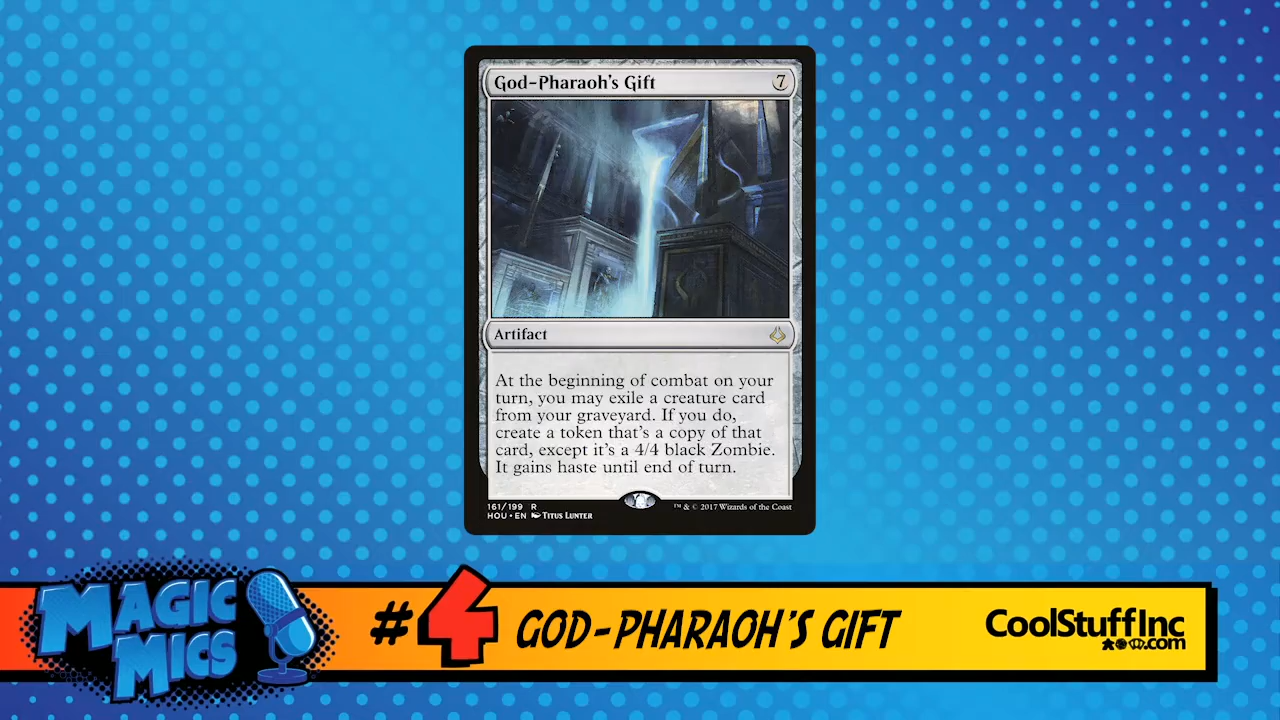 God-Pharaoh's Gift 7
Artifact
At the beginning of combat on your
turn, you may exile a creature card
from your graveyard. If you do,
create a token that's a copy of that
card, except it's a 4/4 black Zombie.
It gains haste until end of turn.
161/199 R
HOU • EN Titus Lunter
™ & © 2017 Wizards of the Coast
MAGIC
MICS
#4 GOD-PHARAOH'S GIFT
CoolStuffInc
.com